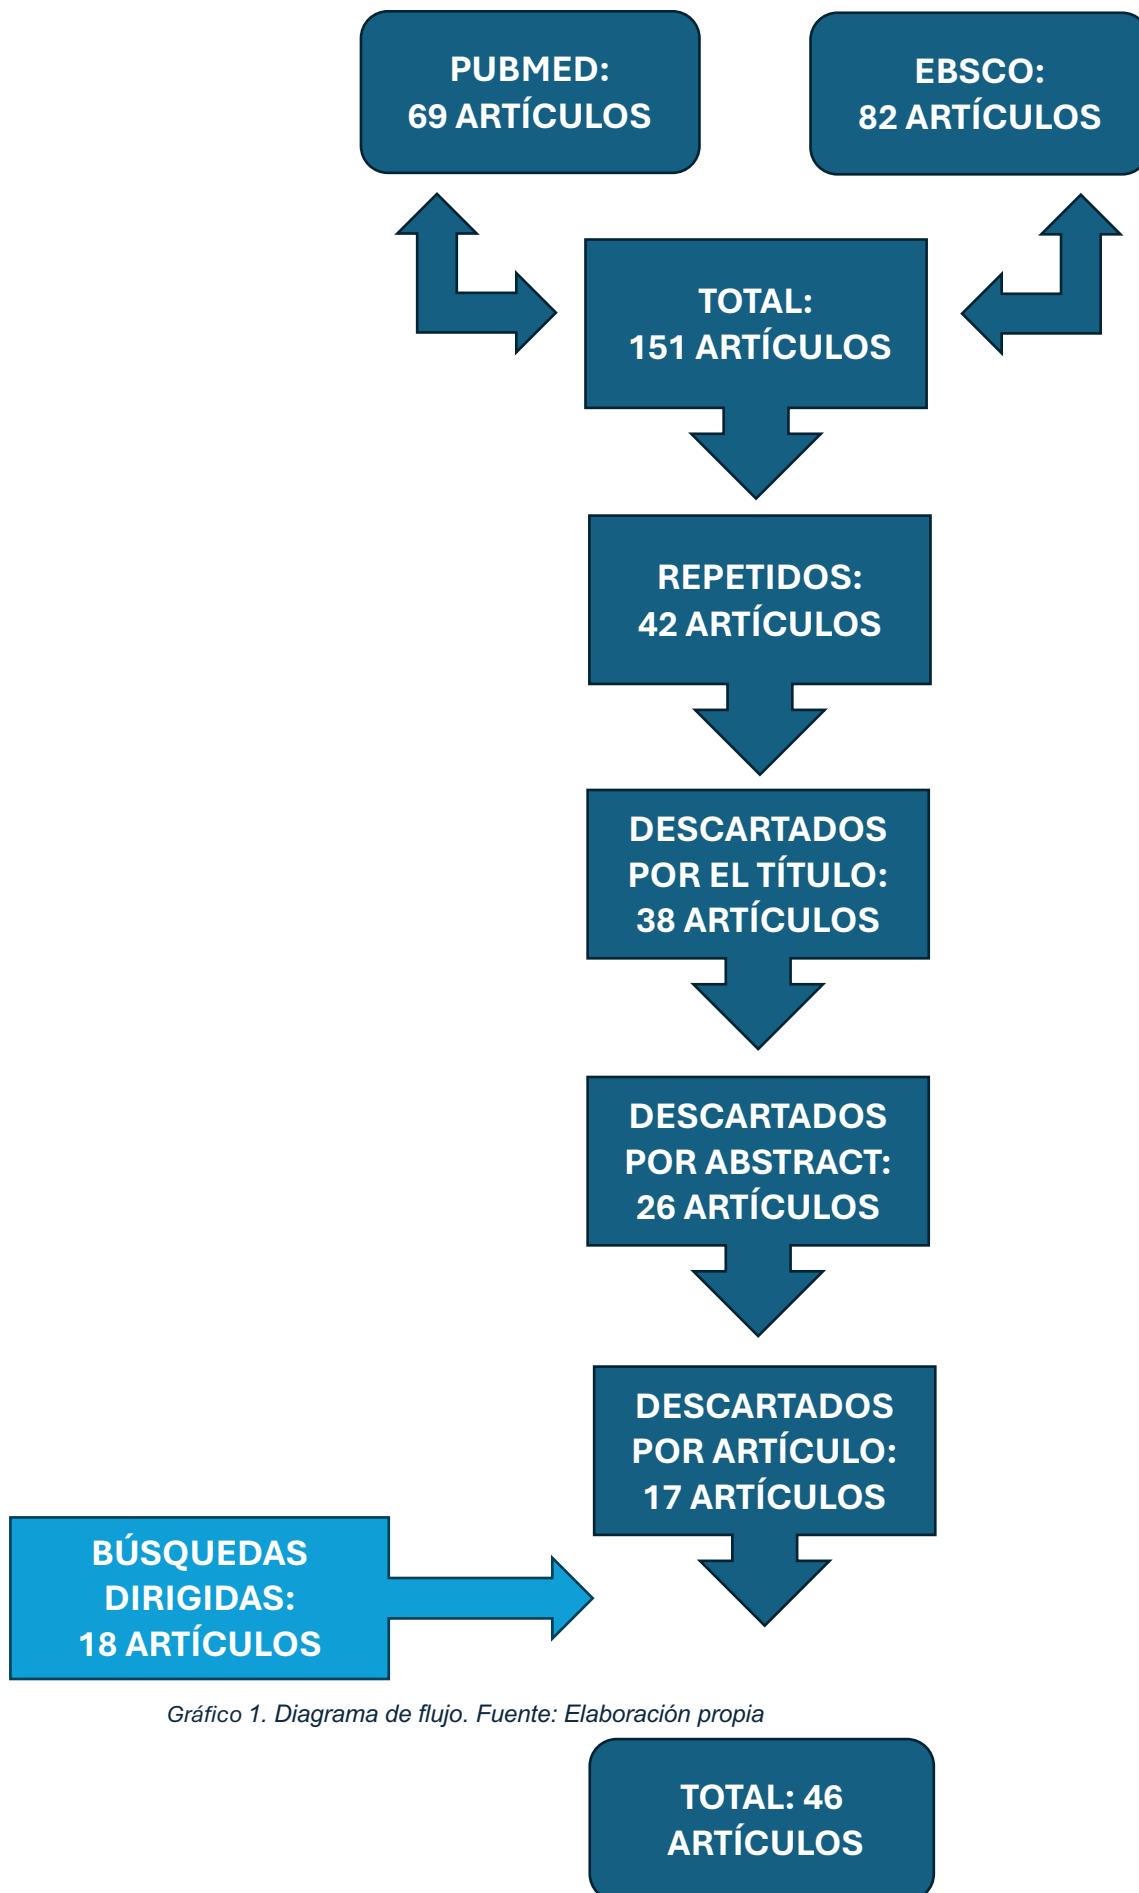 PUBMED:
69 ARTÍCULOS
EBSCO:
82 ARTÍCULOS
TOTAL:
151 ARTÍCULOS
REPETIDOS:
42 ARTÍCULOS
DESCARTADOS
POR EL TÍTULO:
38 ARTÍCULOS
DESCARTADOS
POR ABSTRACT:
26 ARTÍCULOS
DESCARTADOS
POR ARTÍCULO:
17 ARTÍCULOS
BÚSQUEDAS
DIRIGIDAS:
18 ARTÍCULOS
Gráfico 1. Diagrama de flujo. Fuente: Elaboración propia
TOTAL: 46
ARTÍCULOS